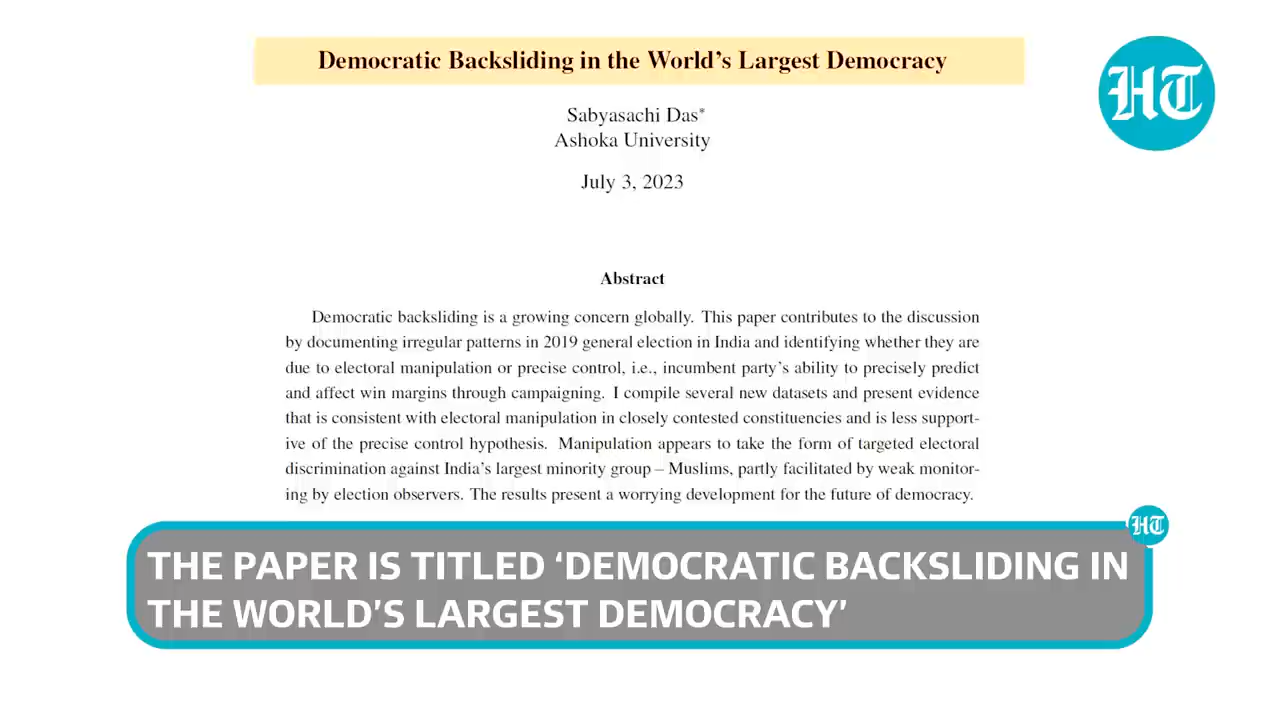 Democratic Backsliding in the World's Largest Democracy
HT
Sabyasachi Das*
Ashoka University
July 3, 2023
Abstract
Democratic backsliding is a growing concern globally. This paper contributes to the discussion
by documenting irregular patterns in 2019 general election in India and identifying whether they are
due to electoral manipulation or precise control, i.e., incumbent party's ability to precisely predict
and affect win margins through campaigning. I compile several new datasets and present evidence
that is consistent with electoral manipulation in closely contested constituencies and is less support-
ive of the precise control hypothesis. Manipulation appears to take the form of targeted electoral
discrimination against India's largest minority group – Muslims, partly facilitated by weak monitor-
ing by election observers. The results present a worrying development for the future of democracy.
HT
THE PAPER IS TITLED ‘DEMOCRATIC BACKSLIDING IN
THE WORLD'S LARGEST DEMOCRACY’